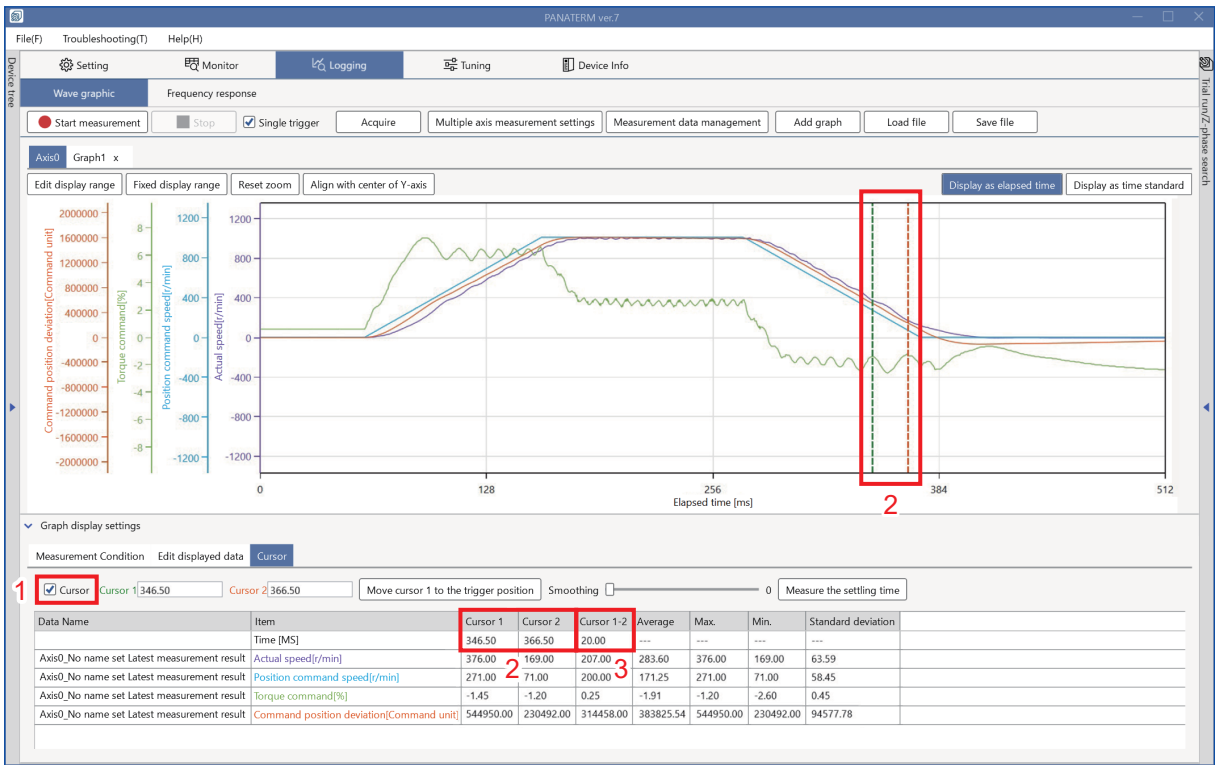 PANATERM ver.7
File(F) Troubleshooting(T) Help(H)
Device tree
Setting Monitor Logging Tuning Device Info
Trial run/Z-phase search
Wave graphic Frequency response
Start measurement Stop Single trigger Acquire Multiple axis measurement settings Measurement data management Add graph Load file Save file
Axis0 Graph1 x
Edit display range Fixed display range Reset zoom Align with center of Y-axis Display as elapsed time Display as time standard
Command position deviation[Command unit]
2000000
1600000
1200000
800000
400000
0
-400000
-800000
-1200000
-1600000
-2000000
Torque command[%]
8
6
4
2
0
-2
-4
-6
-8
Position command speed[r/min]
1200
800
400
0
-400
-800
-1200
Actual speed[r/min]
1200
800
400
0
-400
-800
-1200
0 128 256 384 512
Elapsed time [ms]
2
Graph display settings
Measurement Condition Edit displayed data Cursor
1 Cursor Cursor 1 346.50 Cursor 2 366.50 Move cursor 1 to the trigger position Smoothing 0 Measure the settling time
Data Name Item Cursor 1 Cursor 2 Cursor 1-2 Average Max. Min. Standard deviation
Time [MS] 346.50 366.50 20.00 --- --- --- ---
Axis0_No name set Latest measurement result Actual speed[r/min] 376.00 169.00 207.00 283.60 376.00 169.00 63.59
2 3
Axis0_No name set Latest measurement result Position command speed[r/min] 271.00 71.00 200.00 171.25 271.00 71.00 58.45
Axis0_No name set Latest measurement result Torque command[%] -1.45 -1.20 0.25 -1.91 -1.20 -2.60 0.45
Axis0_No name set Latest measurement result Command position deviation[Command unit] 544950.00 230492.00 314458.00 383825.54 544950.00 230492.00 94577.78